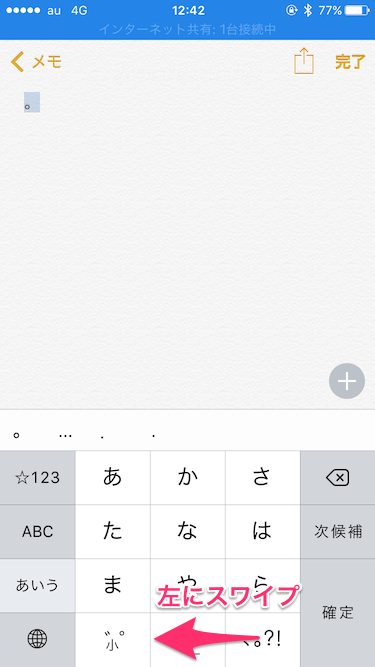 au 4G 12:42 77%
インターネット共有: 1台接続中
メモ 完了
。
。 … . .
☆123 あ か さ
ABC た な は 次候補
あいう ま や ら
左にスワイプ
小 、。?! 確定